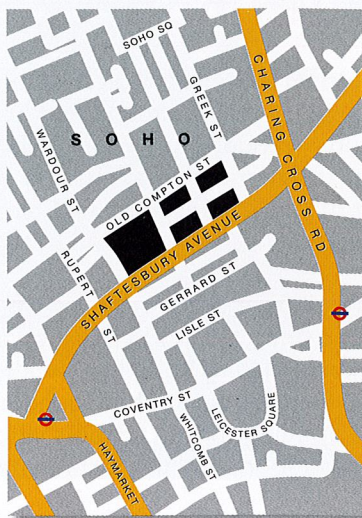 SOHO SQ
CHARING CROSS RD
GREEK ST
WARDOUR ST
SOHO
OLD COMPTON ST
RUPERT ST
SHAFTESBURY AVENUE
GERRARD ST
LISLE ST
COVENTRY ST
LEICESTER SQUARE
WHITCOMB ST
HAYMARKET